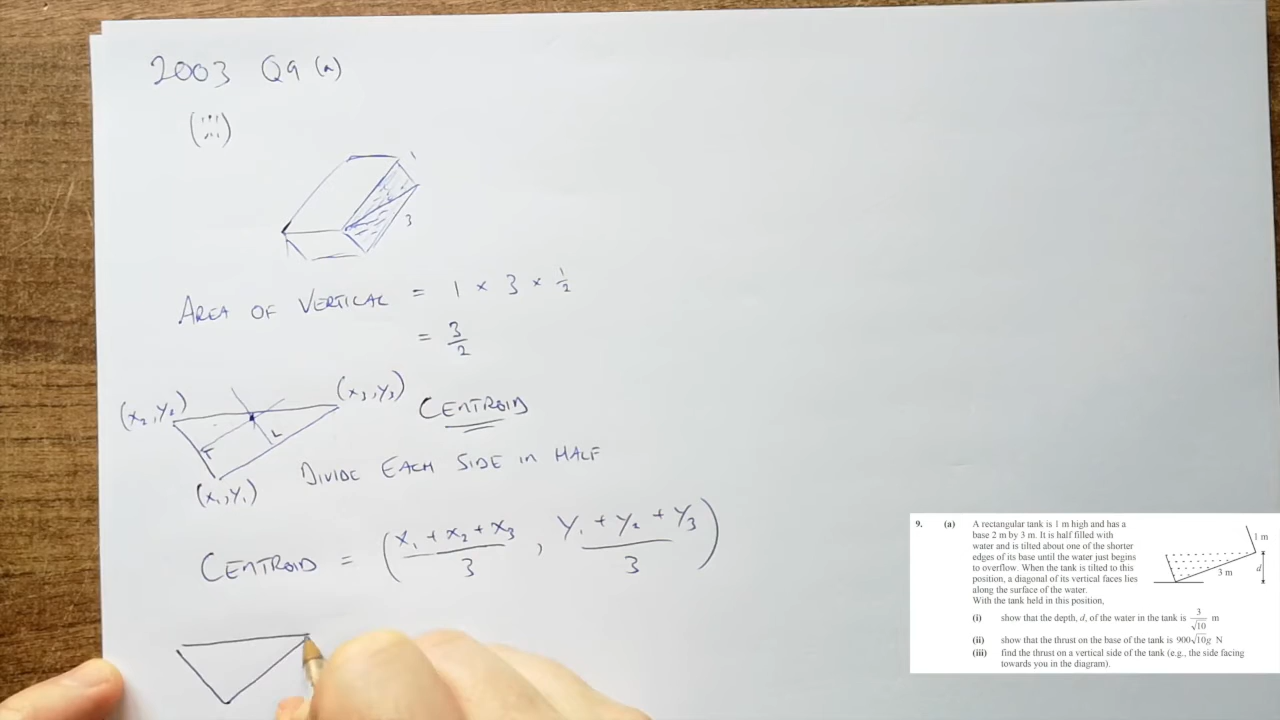 2003 Q9 (a)
(iii)
1
3
AREA OF VERTICAL = 1 × 3 × 1/2
= 3/2
(x₂, y₂)
(x₃, y₃)
CENTROID
DIVIDE EACH SIDE IN HALF
(x₁, y₁)
CENTROID = ( (x₁ + x₂ + x₃)/3 , (y₁ + y₂ + y₃)/3 )
9. (a) A rectangular tank is 1 m high and has a
base 2 m by 3 m. It is half filled with
water and is tilted about one of the shorter
edges of its base until the water just begins
to overflow. When the tank is tilted to this
position, a diagonal of its vertical faces lies
along the surface of the water.
With the tank held in this position,
1 m
3 m
d
(i) show that the depth, d, of the water in the tank is 3/√10 m
(ii) show that the thrust on the base of the tank is 900√10g N
(iii) find the thrust on a vertical side of the tank (e.g., the side facing
towards you in the diagram).